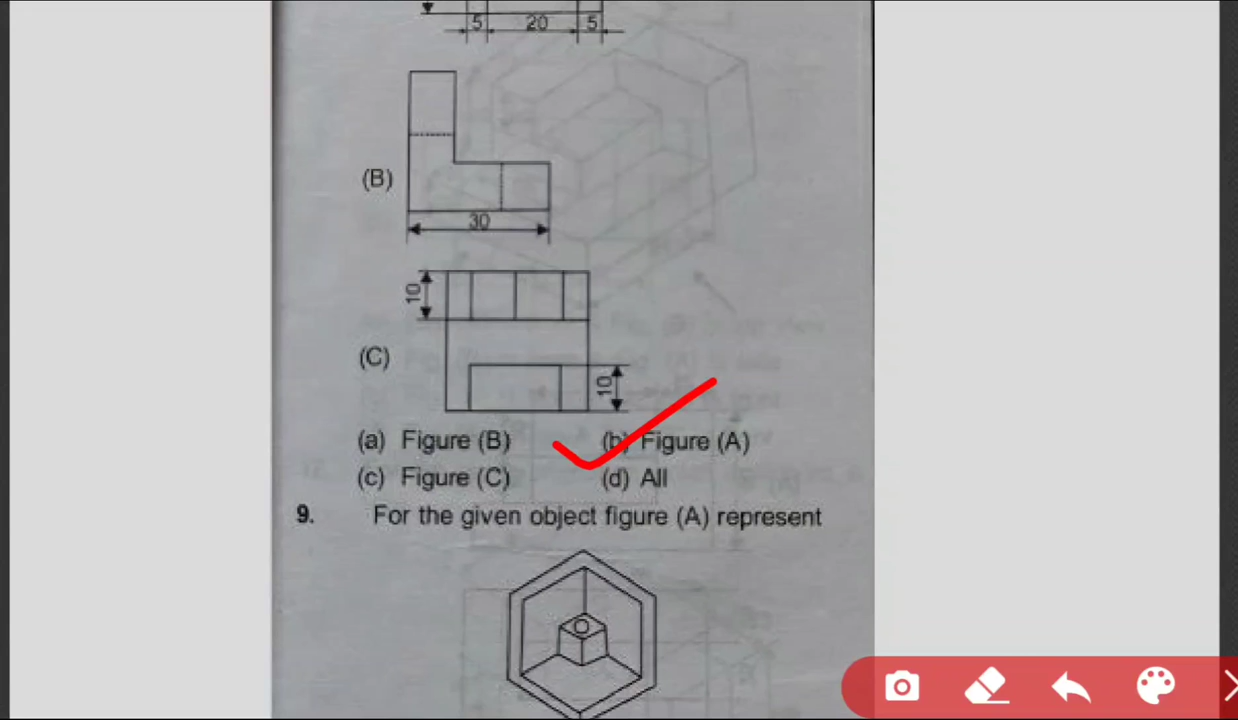 5 20 5
(B)
30
10
(C)
10
(a) Figure (B) (b) Figure (A)
(c) Figure (C) (d) All
9. For the given object figure (A) represent